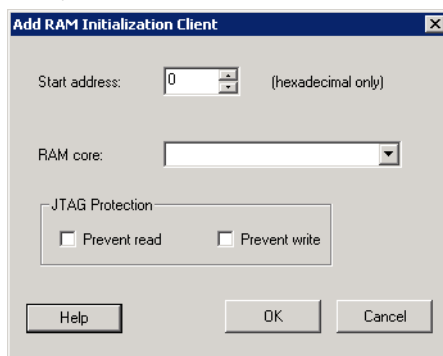 Add RAM Initialization Client
Start address: 0 (hexadecimal only)
RAM core:
JTAG Protection
Prevent read Prevent write
Help OK Cancel